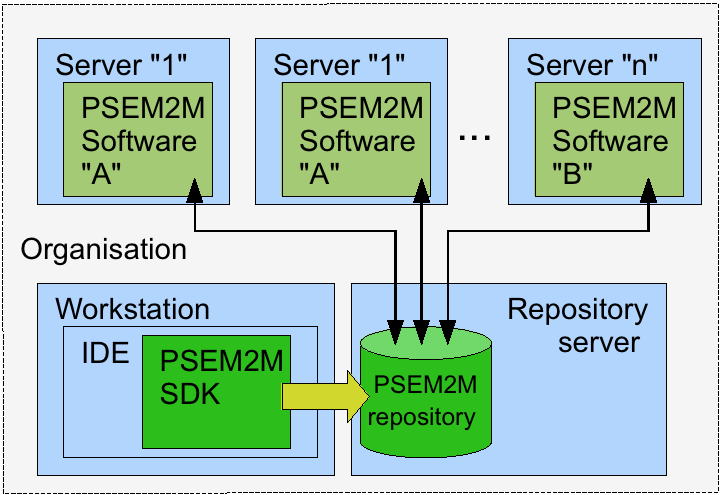 Server "1"
PSEM2M
Software
"A"
Server "1"
PSEM2M
Software
"A"
...
Server "n"
PSEM2M
Software
"B"
Organisation
Workstation
IDE
PSEM2M
SDK
Repository
server
PSEM2M
repository